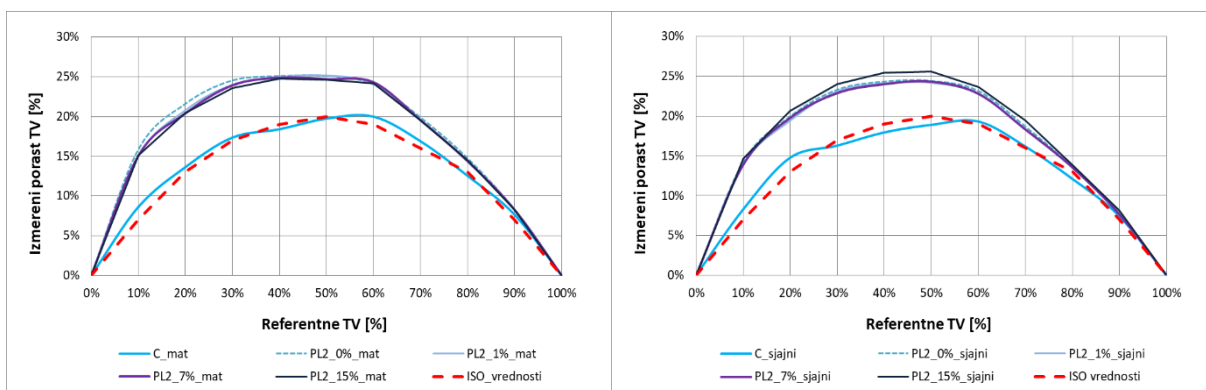 30%
25%
20%
15%
10%
5%
0%
Izmereni porast TV [%]
0% 10% 20% 30% 40% 50% 60% 70% 80% 90% 100%
Referentne TV [%]
C_mat PL2_0%_mat PL2_1%_mat
PL2_7%_mat PL2_15%_mat ISO_vrednosti
30%
25%
20%
15%
10%
5%
0%
Izmereni porast TV [%]
0% 10% 20% 30% 40% 50% 60% 70% 80% 90% 100%
Referentne TV [%]
C_sjajni PL2_0%_sjajni PL2_1%_sjajni
PL2_7%_sjajni PL2_15%_sjajni ISO vrednosti